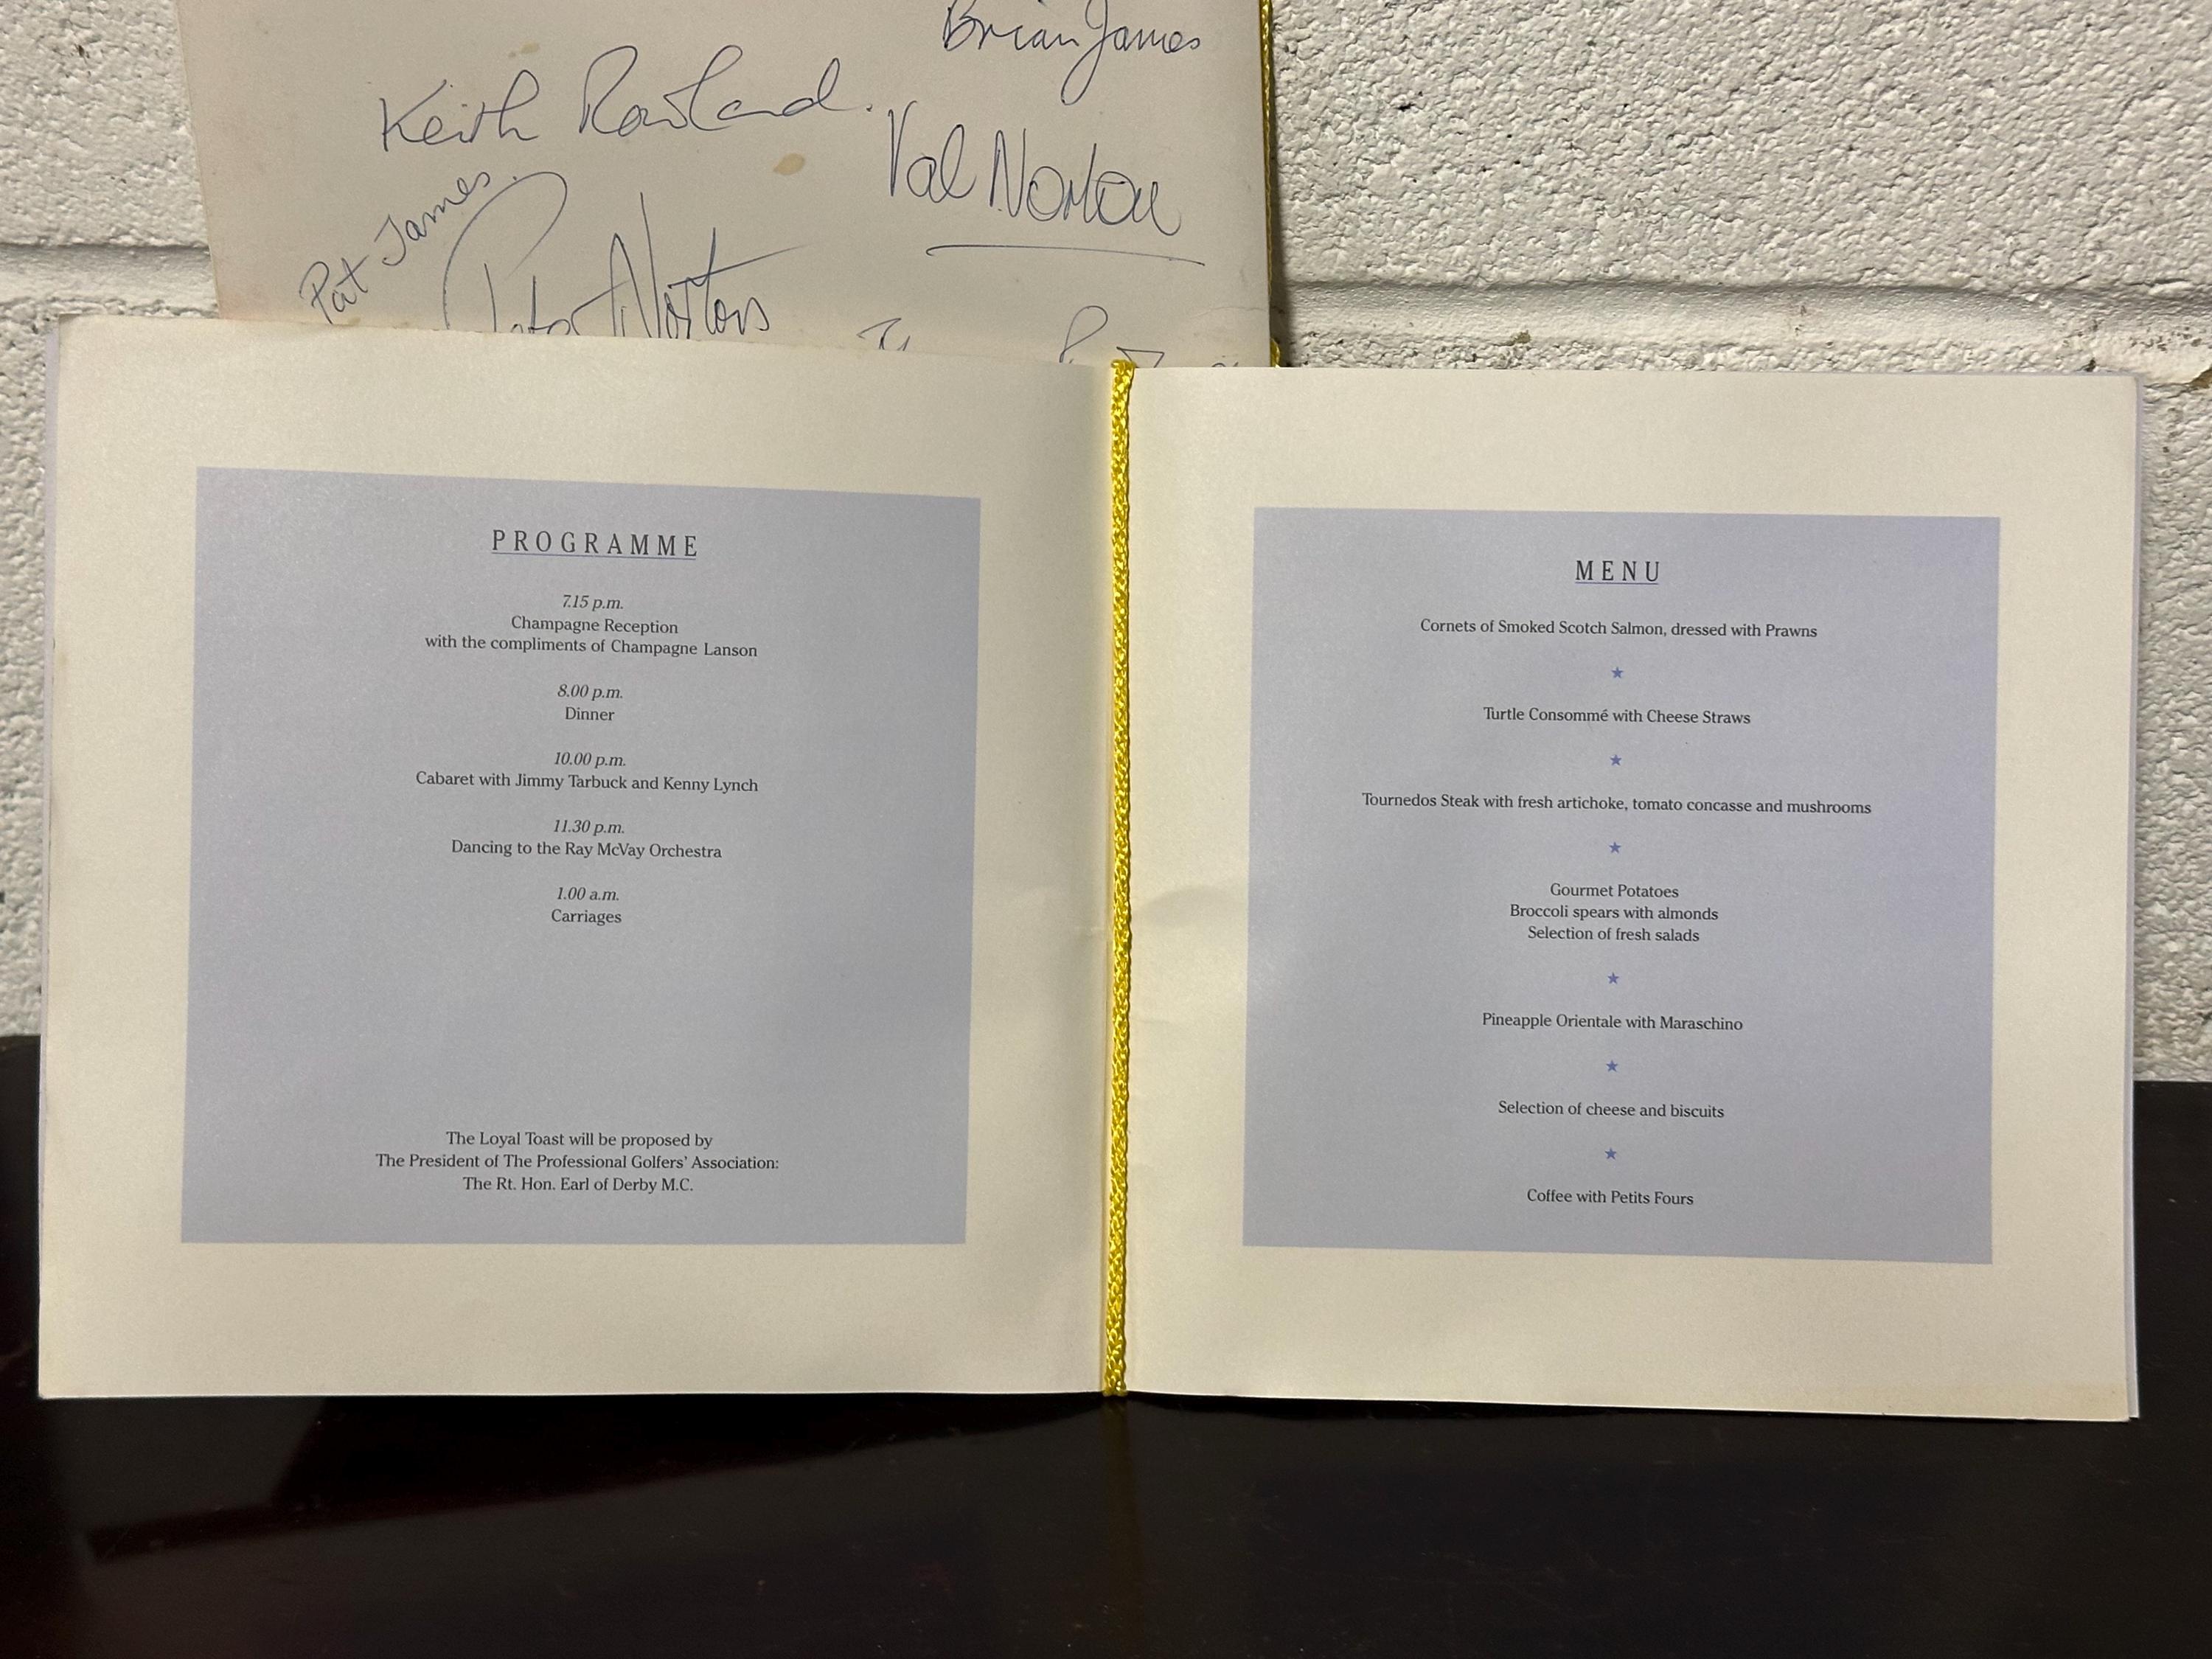 Brian James
Keith Rowland.
Val Norton
Pat James.
Norton
PROGRAMME
7.15 p.m.
Champagne Reception
with the compliments of Champagne Lanson
8.00 p.m.
Dinner
10.00 p.m.
Cabaret with Jimmy Tarbuck and Kenny Lynch
11.30 p.m.
Dancing to the Ray McVay Orchestra
1.00 a.m.
Carriages
The Loyal Toast will be proposed by
The President of The Professional Golfers' Association:
The Rt. Hon. Earl of Derby M.C.
MENU
Cornets of Smoked Scotch Salmon, dressed with Prawns
★
Turtle Consommé with Cheese Straws
★
Tournedos Steak with fresh artichoke, tomato concasse and mushrooms
★
Gourmet Potatoes
Broccoli spears with almonds
Selection of fresh salads
★
Pineapple Orientale with Maraschino
★
Selection of cheese and biscuits
★
Coffee with Petits Fours